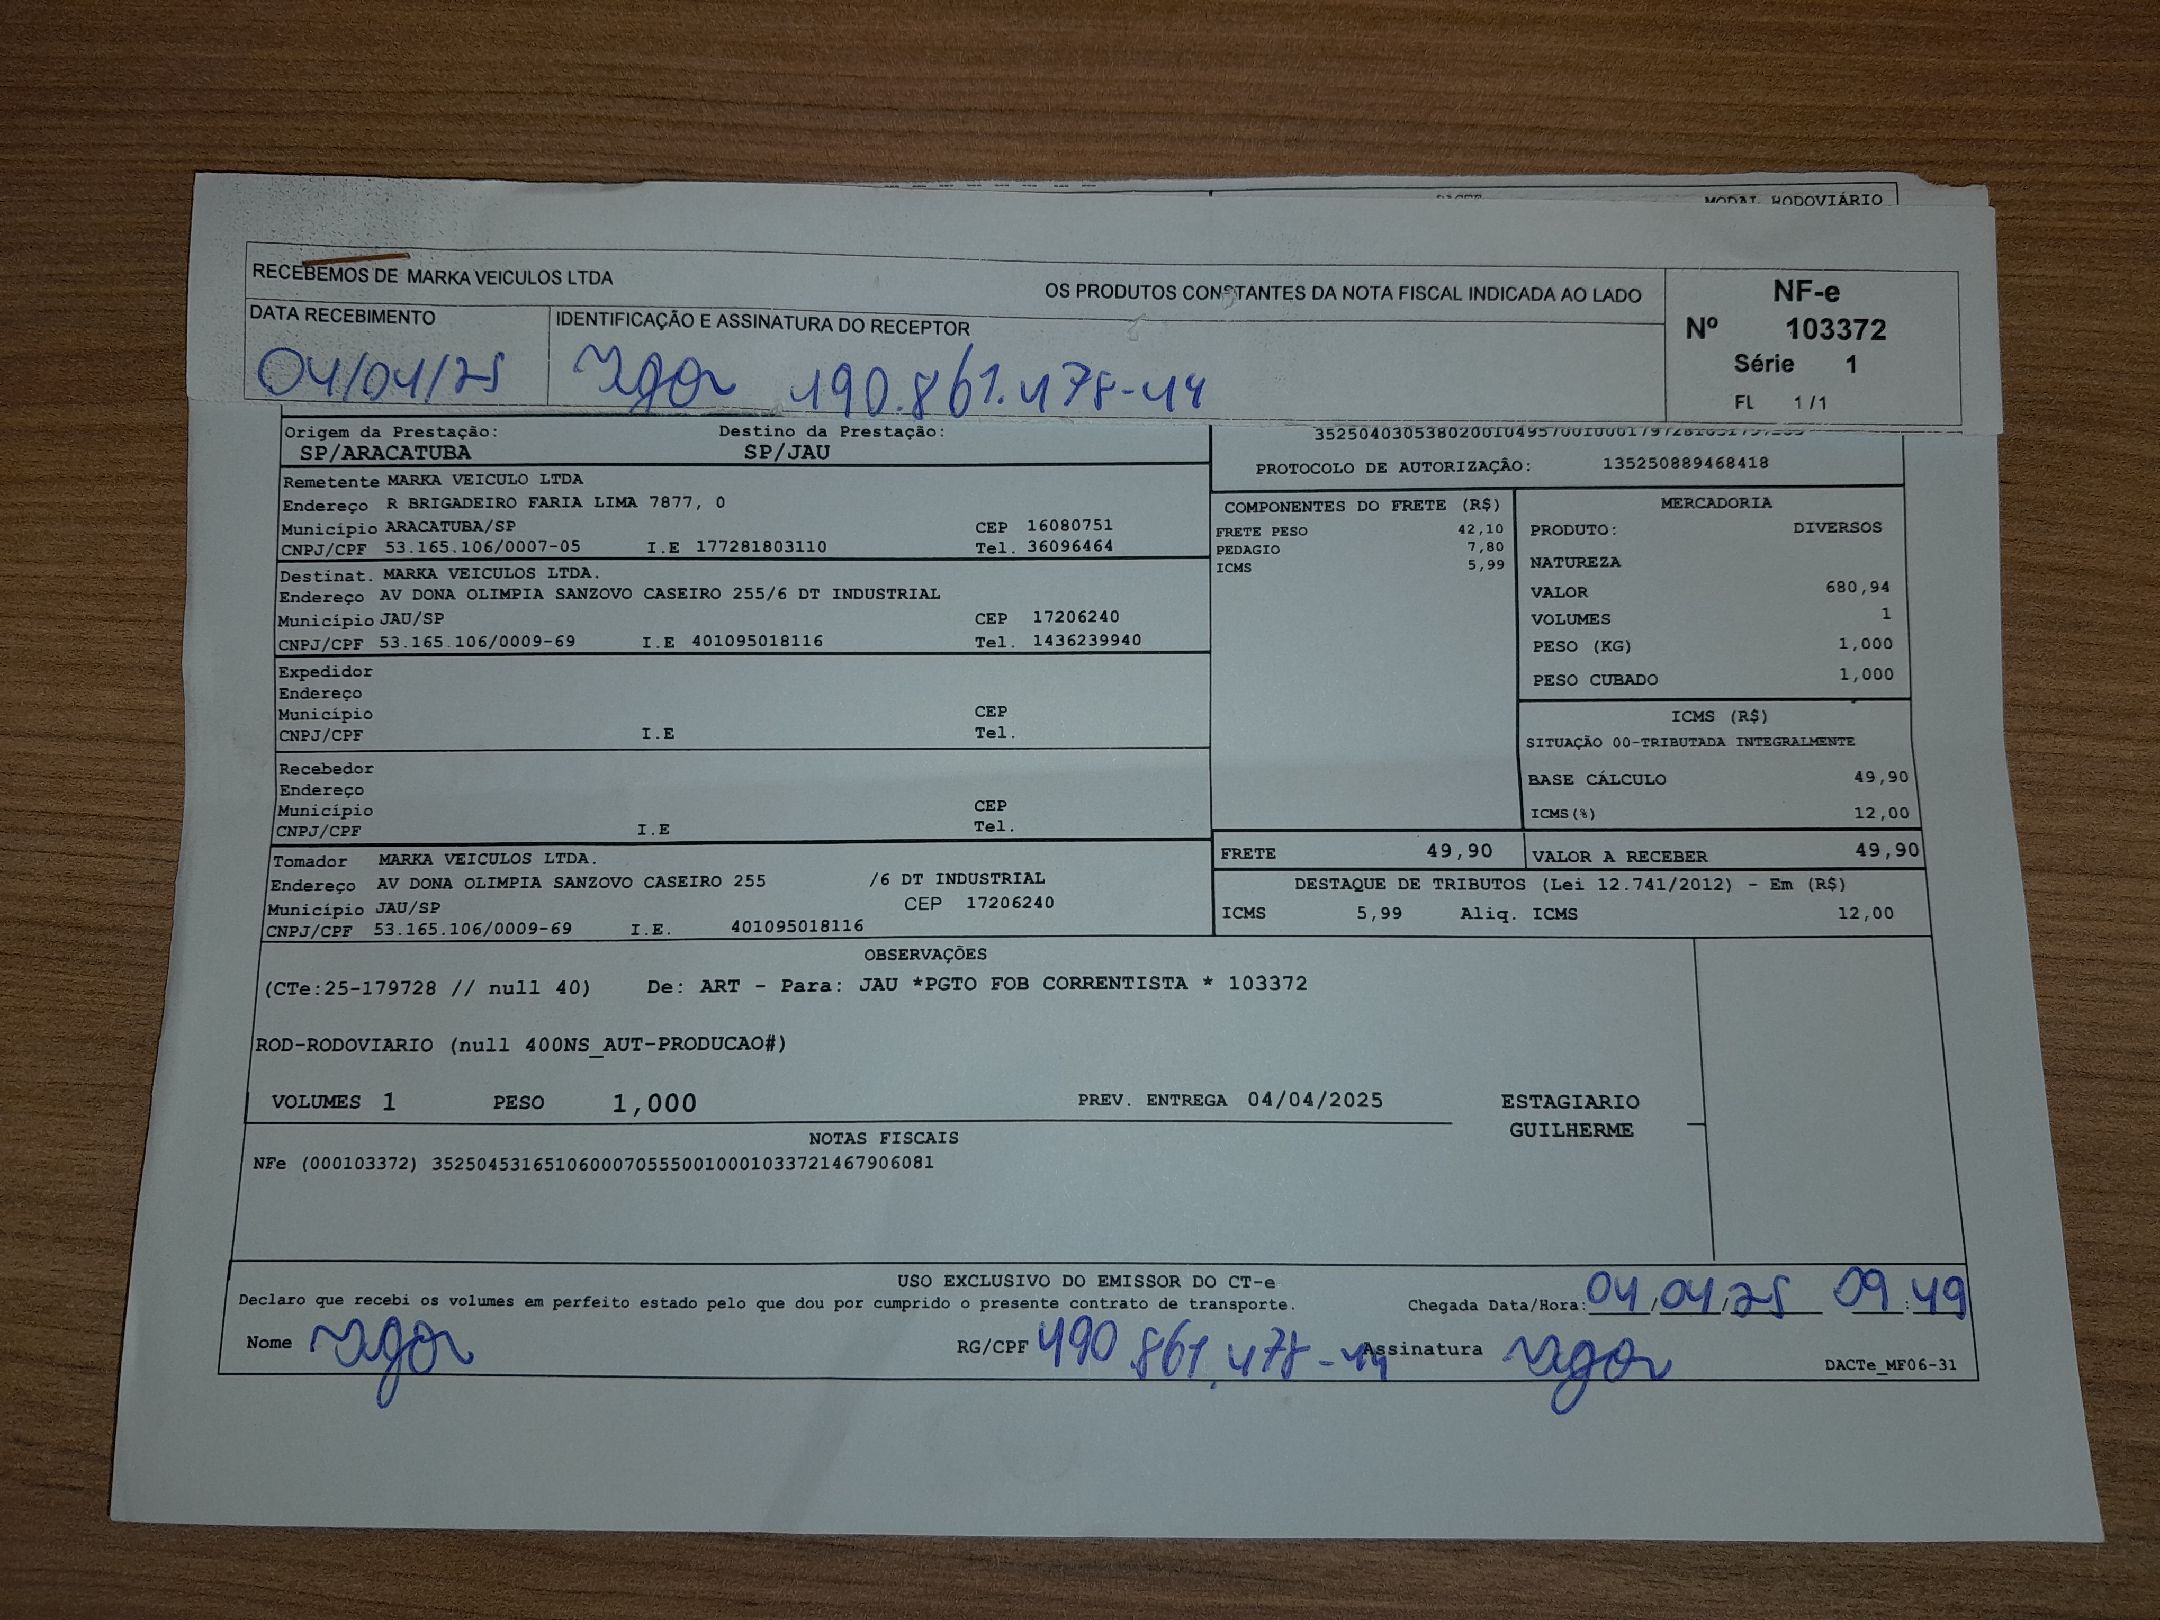 MODAL RODOVIÁRIO
RECEBEMOS DE MARKA VEICULOS LTDA
OS PRODUTOS CONSTANTES DA NOTA FISCAL INDICADA AO LADO
NF-e
Nº 103372
Série 1
FL 1/1
DATA RECEBIMENTO
04/04/25
IDENTIFICAÇÃO E ASSINATURA DO RECEPTOR
490.861.478-44
Origem da Prestação: Destino da Prestação:
SP/ARACATUBA SP/JAU
PROTOCOLO DE AUTORIZAÇÃO: 135250889468418
Remetente MARKA VEICULO LTDA
Endereço R BRIGADEIRO FARIA LIMA 7877, 0
Município ARACATUBA/SP CEP 16080751
CNPJ/CPF 53.165.106/0007-05 I.E 177281803110 Tel. 36096464
Destinat. MARKA VEICULOS LTDA.
Endereço AV DONA OLIMPIA SANZOVO CASEIRO 255/6 DT INDUSTRIAL
Município JAU/SP CEP 17206240
CNPJ/CPF 53.165.106/0009-69 I.E 401095018116 Tel. 1436239940
Expedidor
Endereço
Município CEP
CNPJ/CPF I.E Tel.
Recebedor
Endereço
Município CEP
CNPJ/CPF I.E Tel.
Tomador MARKA VEICULOS LTDA.
Endereço AV DONA OLIMPIA SANZOVO CASEIRO 255 /6 DT INDUSTRIAL
Município JAU/SP CEP 17206240
CNPJ/CPF 53.165.106/0009-69 I.E. 401095018116
COMPONENTES DO FRETE (R$)
FRETE PESO 42,10
PEDAGIO 7,80
ICMS 5,99
MERCADORIA
PRODUTO: DIVERSOS
NATUREZA
VALOR 680,94
VOLUMES 1
PESO (KG) 1,000
PESO CUBADO 1,000
ICMS (R$)
SITUAÇÃO 00-TRIBUTADA INTEGRALMENTE
BASE CÁLCULO 49,90
ICMS(%) 12,00
FRETE 49,90 VALOR A RECEBER 49,90
DESTAQUE DE TRIBUTOS (Lei 12.741/2012) - Em (R$)
ICMS 5,99 Aliq. ICMS 12,00
OBSERVAÇÕES
(CTe:25-179728 // null 40) De: ART - Para: JAU *PGTO FOB CORRENTISTA * 103372
ROD-RODOVIARIO (null 400NS_AUT-PRODUCAO#)
VOLUMES 1 PESO 1,000 PREV. ENTREGA 04/04/2025 ESTAGIARIO
GUILHERME
NOTAS FISCAIS
NFe (000103372) 35250453165106000705550010001033721467906081
USO EXCLUSIVO DO EMISSOR DO CT-e
Declaro que recebi os volumes em perfeito estado pelo que dou por cumprido o presente contrato de transporte. Chegada Data/Hora: 04/04/25 09:49
Nome RG/CPF 490.861.478-44 Assinatura
DACTe_MF06-31